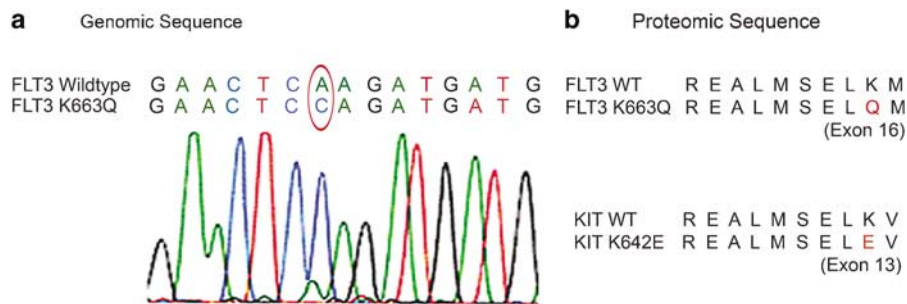 a Genomic Sequence
FLT3 Wildtype G A A C T C A A G A T G A T G
FLT3 K663Q G A A C T C C A G A T G A T G
b Proteomic Sequence
FLT3 WT R E A L M S E L K M
FLT3 K663Q R E A L M S E L Q M
(Exon 16)
KIT WT R E A L M S E L K V
KIT K642E R E A L M S E L E V
(Exon 13)